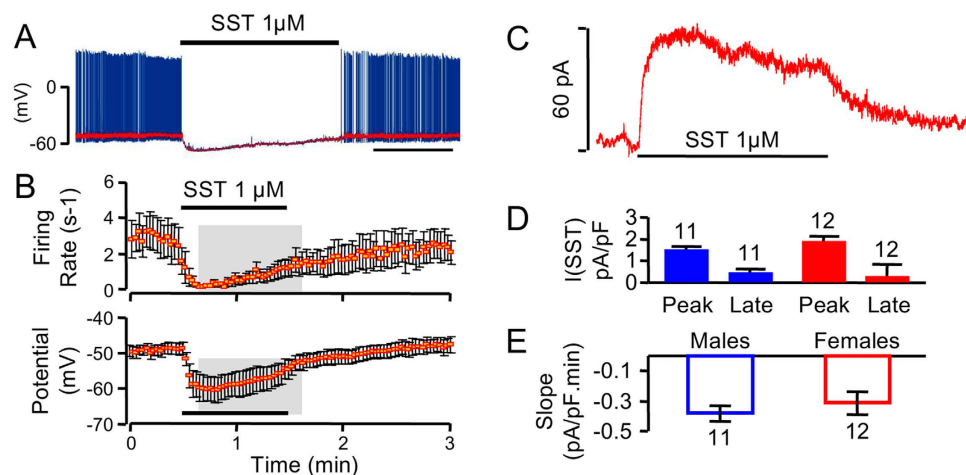 A
SST 1μM
(mV)
0
-60
B
SST 1 μM
Firing
Rate (s-1)
6
4
2
0
Potential
(mV)
-40
-50
-60
-70
0
1
2
3
Time (min)
C
60 pA
SST 1μM
D
I(SST)
pA/pF
3
2
1
0
11
11
12
12
Peak
Late
Peak
Late
E
Males
Females
Slope
(pA/pF.min)
-0.1
-0.3
-0.5
11
12